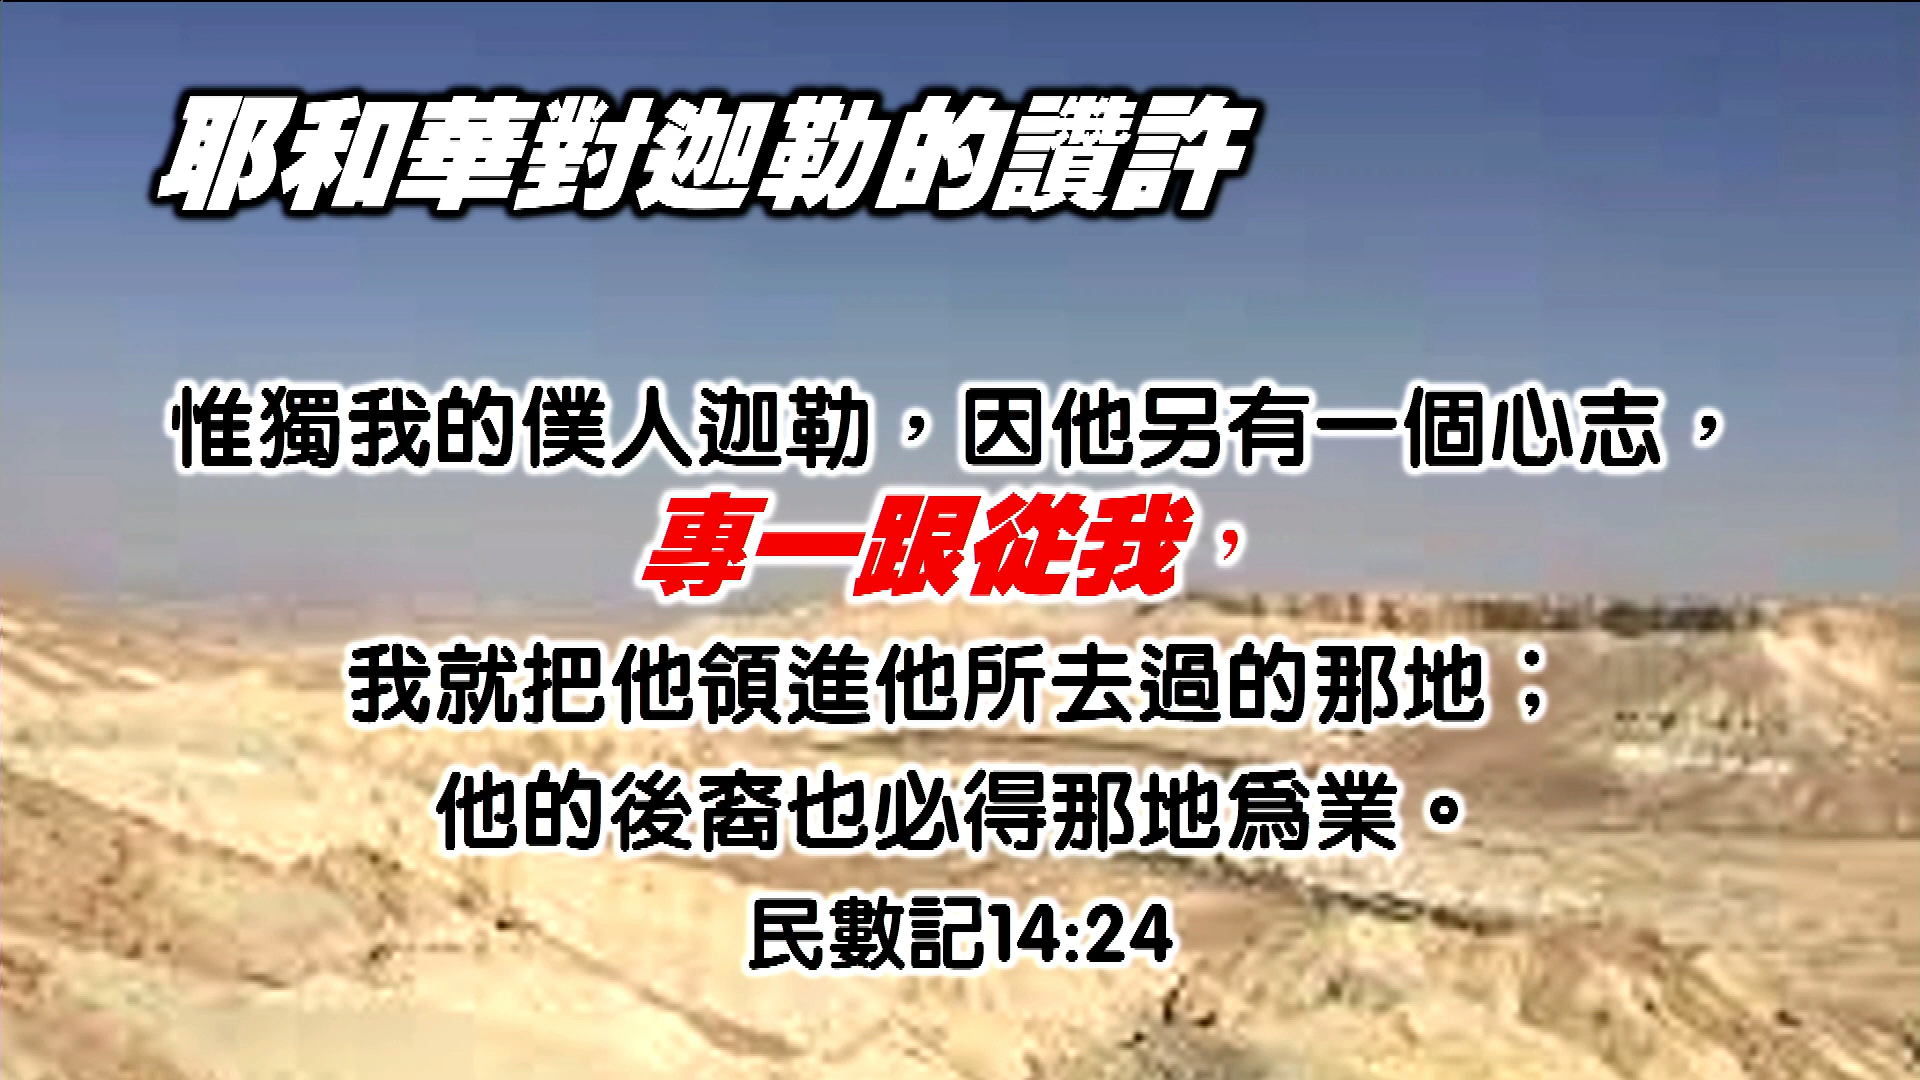 耶和華對迦勒的讚許
惟獨我的僕人迦勒，因他另有一個心志，
專一跟從我，
我就把他領進他所去過的那地；
他的後裔也必得那地爲業。
民數記14:24